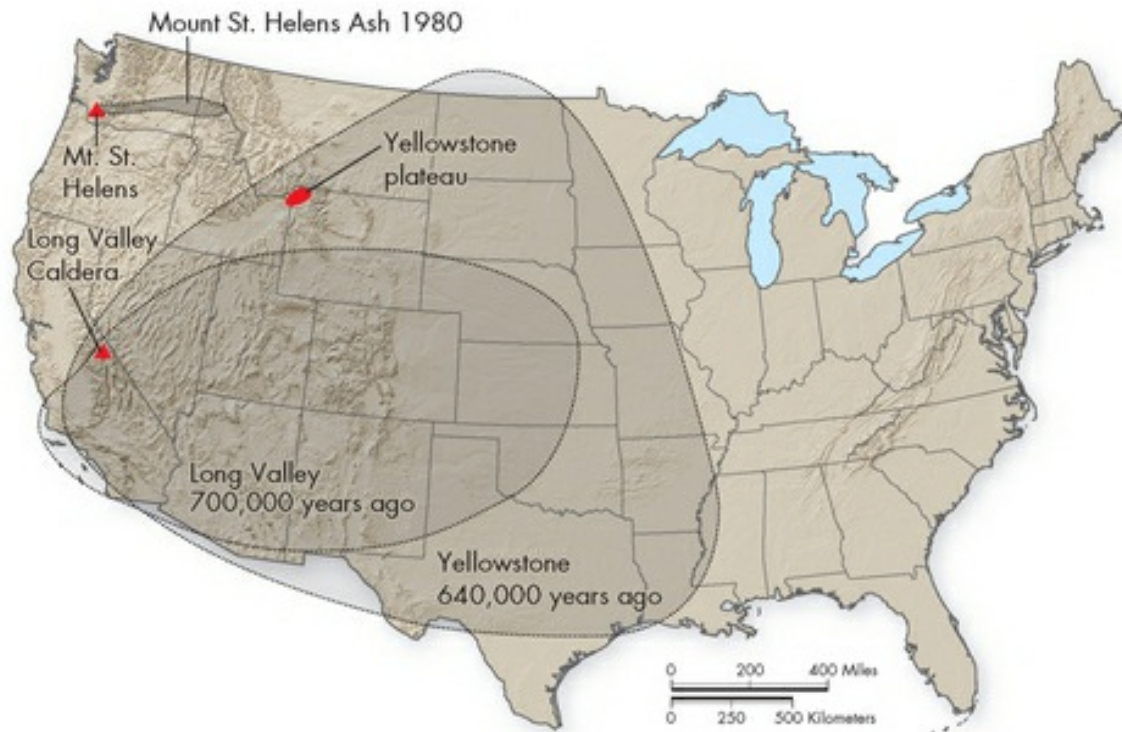 Mount St. Helens Ash 1980
Mt. St.
Helens
Yellowstone
plateau
Long Valley
Caldera
Long Valley
700,000 years ago
Yellowstone
640,000 years ago
0 200 400 Miles
0 250 500 Kilometers